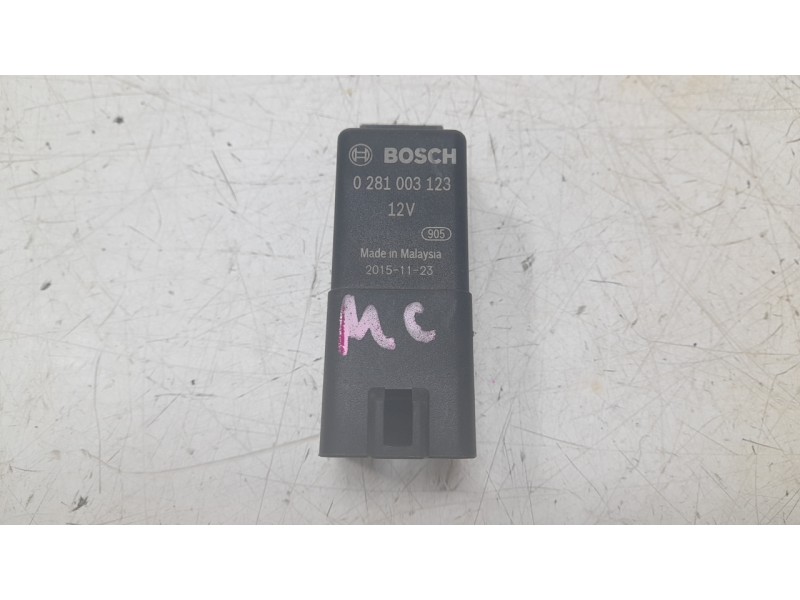 BOSCH
0 281 003 123
12V
905
Made in Malaysia
2015-11-23
MC